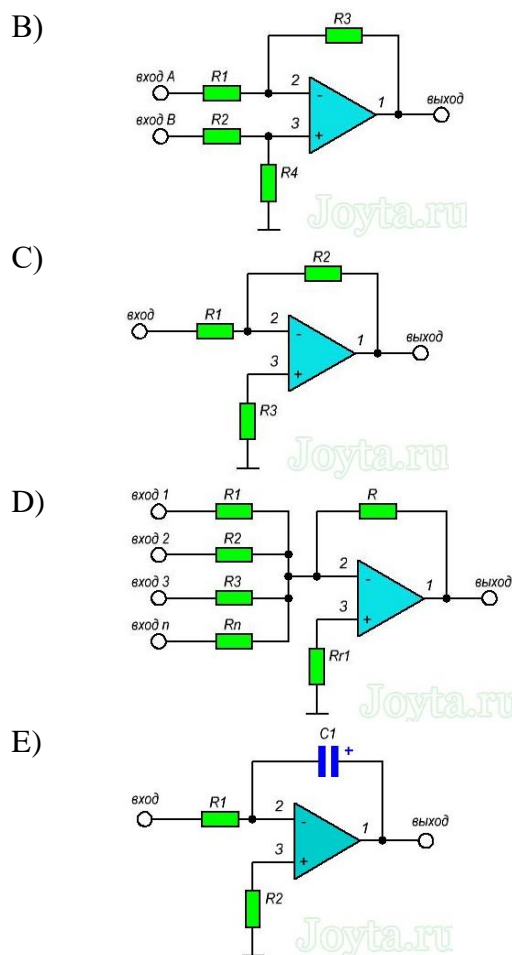 B)
R3
вход A R1 2 - 1 выход
вход B R2 3 +
R4
Joyta.ru
C)
R2
вход R1 2 - 1 выход
3 +
R3
Joyta.ru
D)
вход 1 R1 R
вход 2 R2 2 - 1 выход
вход 3 R3 3 +
вход n Rn Rr1
Joyta.ru
E)
C1 +
вход R1 2 - 1 выход
3 +
R2
Joyta.ru